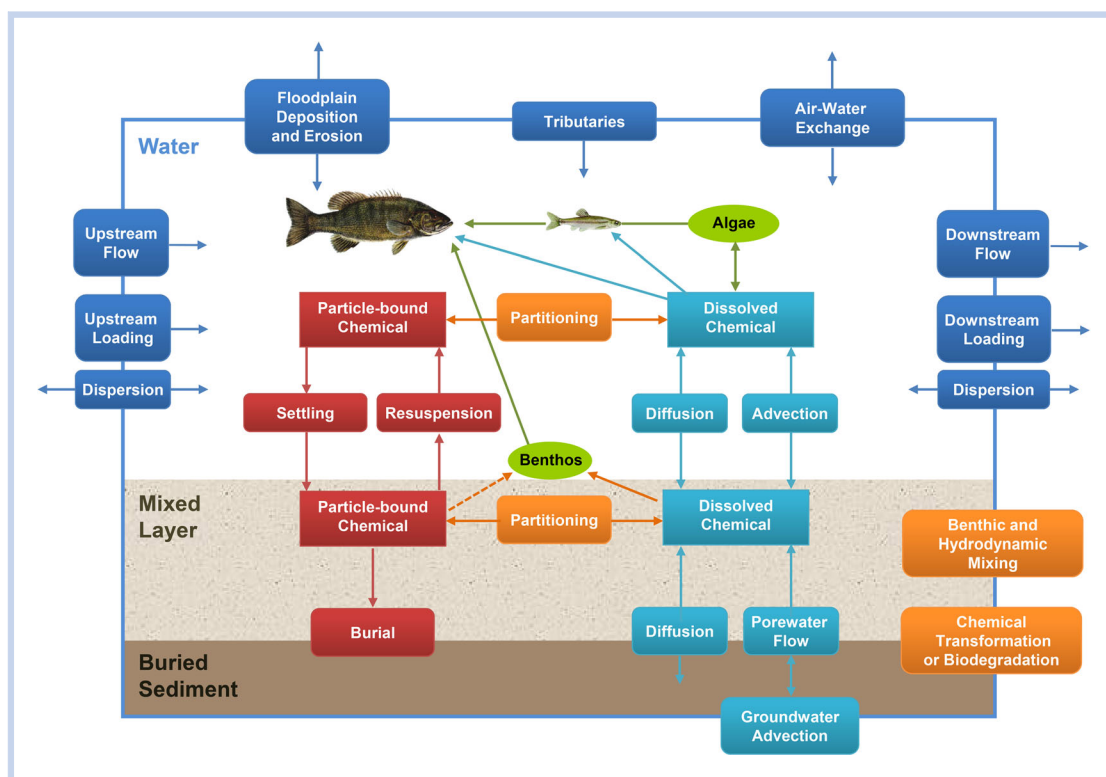 Floodplain
Deposition
and Erosion
Tributaries
Air-Water
Exchange
Water
Algae
Upstream
Flow
Downstream
Flow
Particle-bound
Chemical
Partitioning
Dissolved
Chemical
Upstream
Loading
Downstream
Loading
Dispersion
Dispersion
Settling
Resuspension
Diffusion
Advection
Benthos
Mixed
Layer
Particle-bound
Chemical
Partitioning
Dissolved
Chemical
Benthic and
Hydrodynamic
Mixing
Burial
Diffusion
Porewater
Flow
Chemical
Transformation
or Biodegradation
Buried
Sediment
Groundwater
Advection